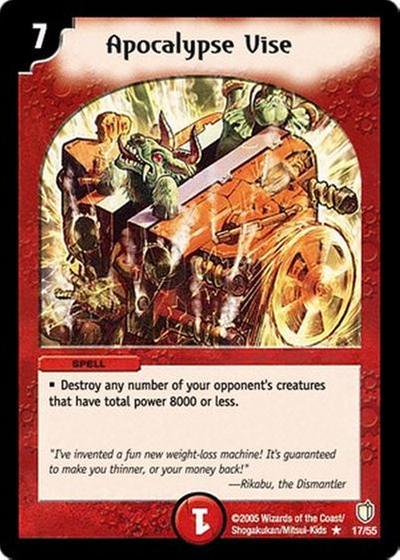 7
Apocalypse Vise
SPELL
▪ Destroy any number of your opponent's creatures
that have total power 8000 or less.
"I've invented a fun new weight-loss machine! It's guaranteed
to make you thinner, or your money back!"
—Rikabu, the Dismantler
1
©2005 Wizards of the Coast/
Shogakukan/Mitsui-Kids ★ 17/55